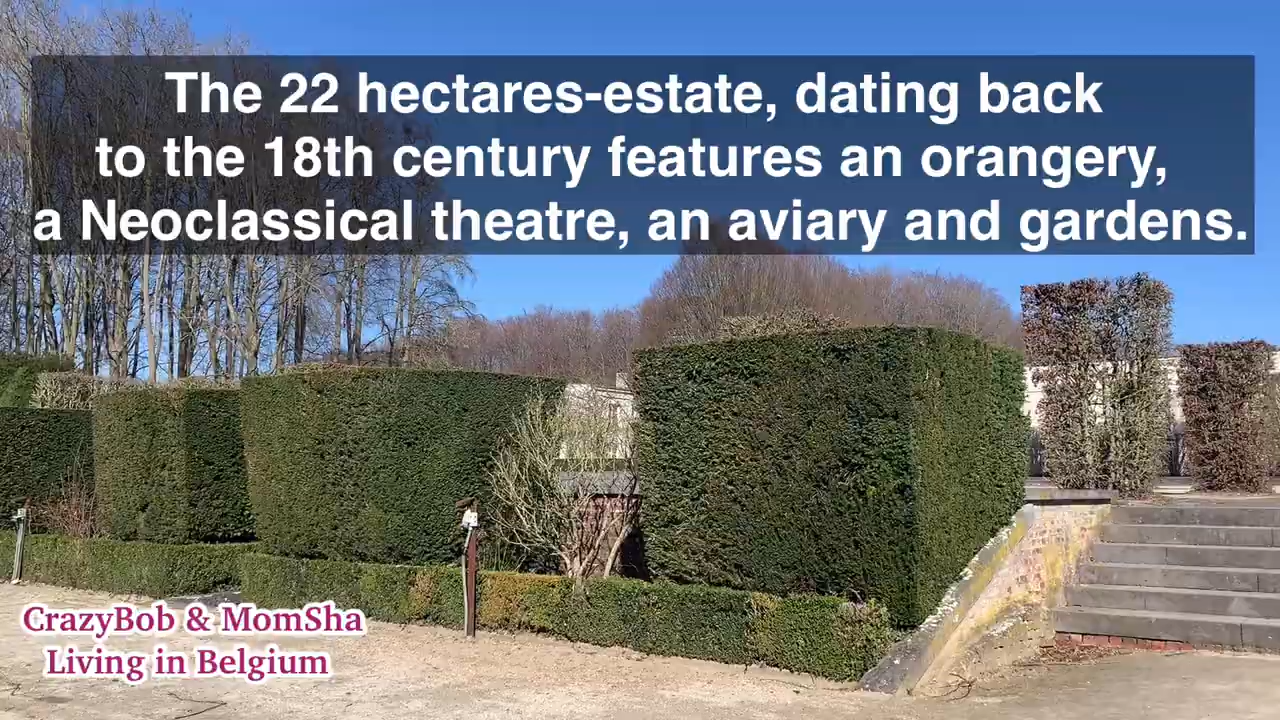 The 22 hectares-estate, dating back
to the 18th century features an orangery,
a Neoclassical theatre, an aviary and gardens.
CrazyBob & MomSha
Living in Belgium